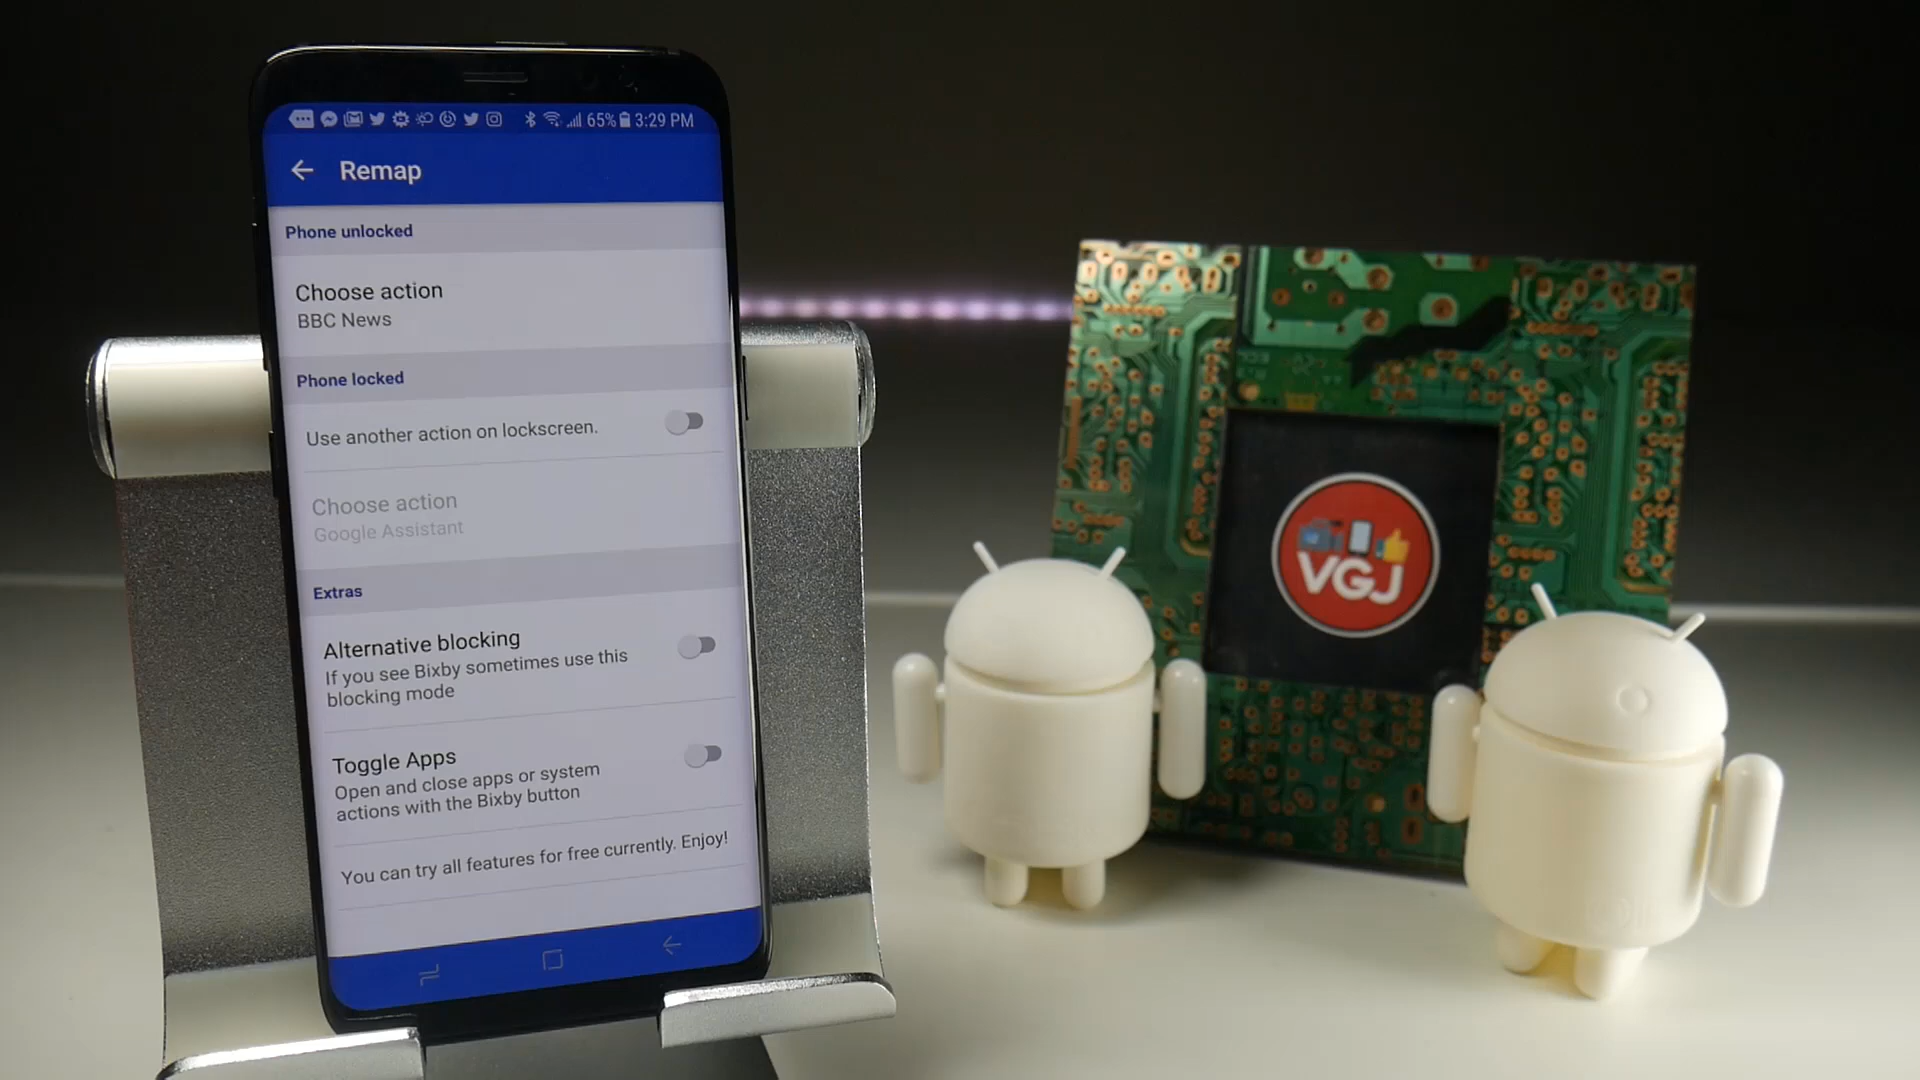 65% 3:29 PM
Remap
Phone unlocked
Choose action
BBC News
Phone locked
Use another action on lockscreen.
Choose action
Google Assistant
Extras
Alternative blocking
If you see Bixby sometimes use this
blocking mode
Toggle Apps
Open and close apps or system
actions with the Bixby button
You can try all features for free currently. Enjoy!
VGJ